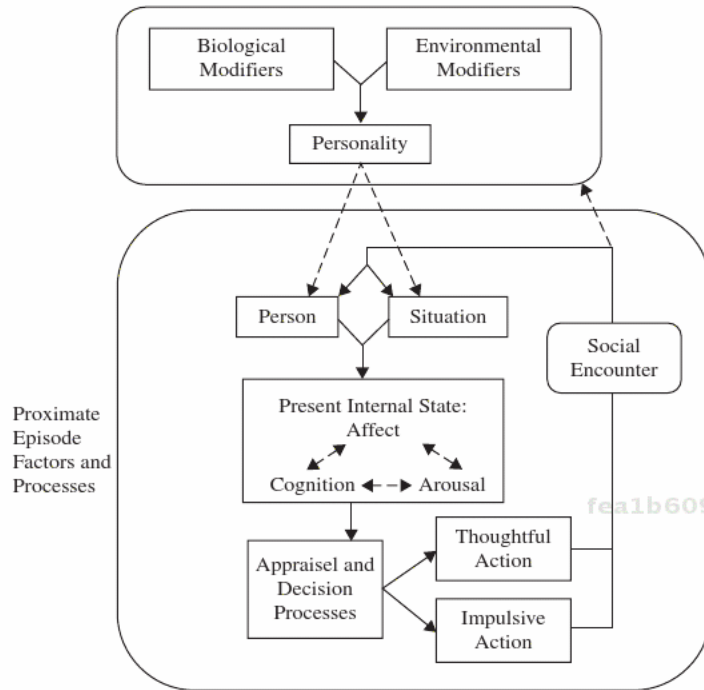 Biological
Modifiers
Environmental
Modifiers
Personality
Person
Situation
Social
Encounter
Proximate
Episode
Factors and
Processes
Present Internal State:
Affect
Cognition
Arousal
fea1b609
Appraisel and
Decision
Processes
Thoughtful
Action
Impulsive
Action